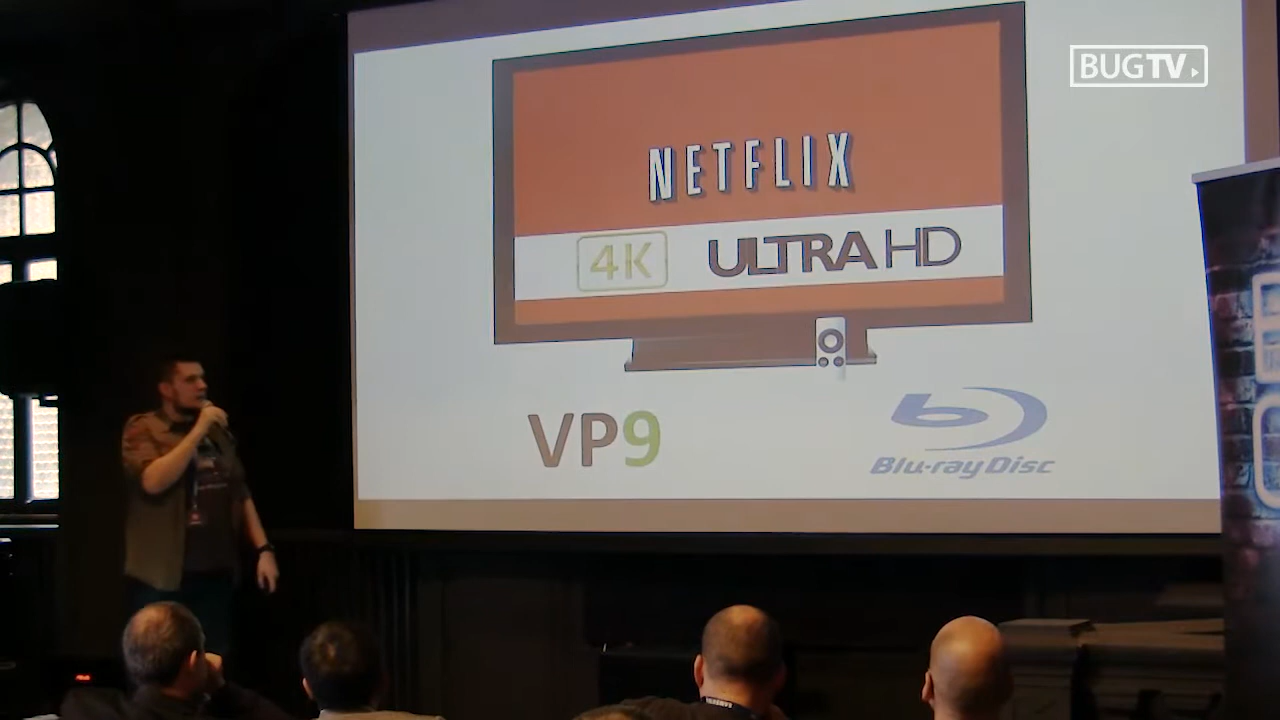 BUGTV
NETFLIX
4K ULTRA HD
VP9
Blu-ray Disc